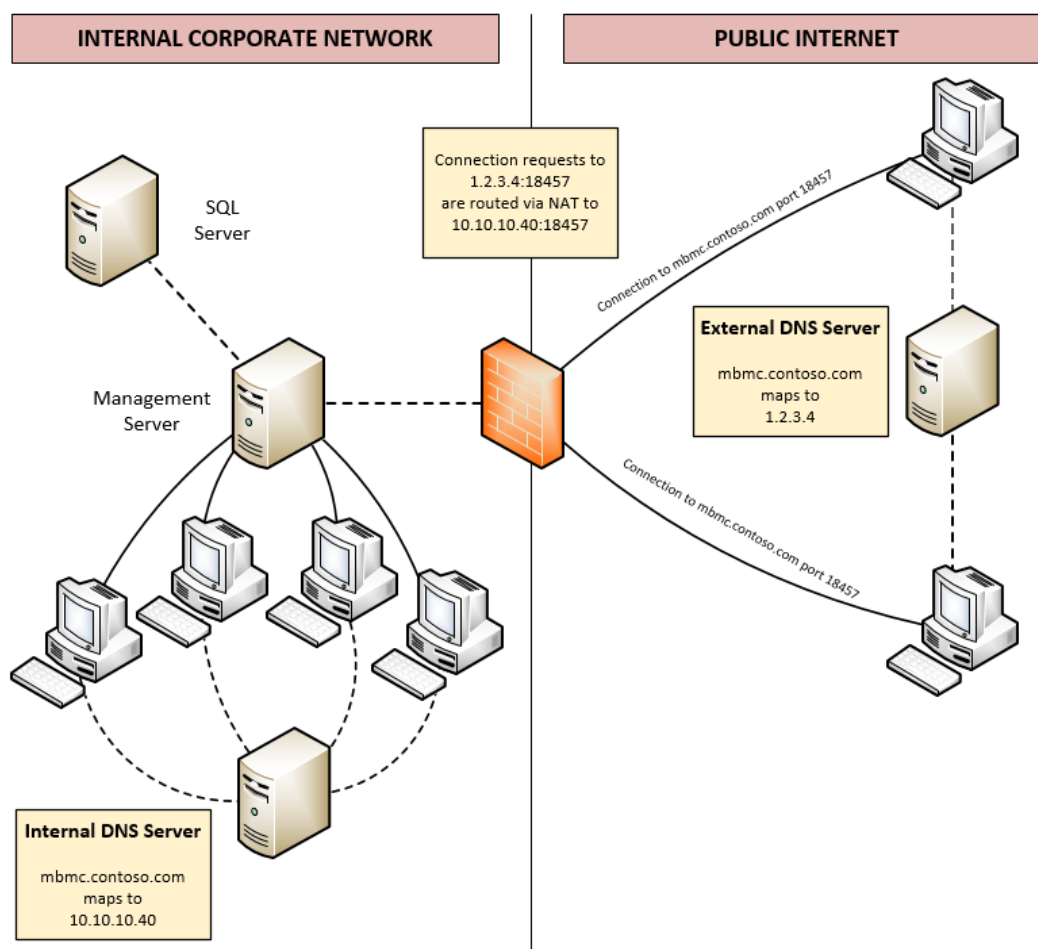 INTERNAL CORPORATE NETWORK
PUBLIC INTERNET
Connection requests to
1.2.3.4:18457
are routed via NAT to
10.10.10.40:18457
SQL
Server
Connection to mbmc.contoso.com port 18457
External DNS Server
mbmc.contoso.com
maps to
1.2.3.4
Management
Server
Connection to mbmc.contoso.com port 18457
Internal DNS Server
mbmc.contoso.com
maps to
10.10.10.40